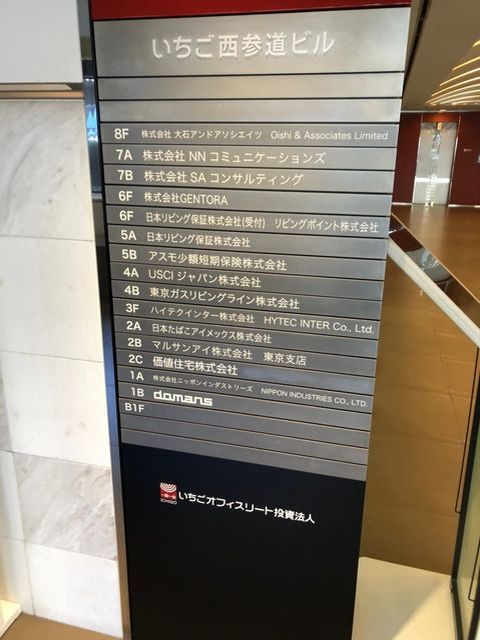 いちご西参道ビル
8F 株式会社 大石アンドアソシエイツ Oishi & Associates Limited
7A 株式会社 NN コミュニケーションズ
7B 株式会社 SA コンサルティング
6F 株式会社GENTORA
6F 日本リビング保証株式会社(受付) リビングポイント株式会社
5A 日本リビング保証株式会社
5B アスモ少額短期保険株式会社
4A USCI ジャパン株式会社
4B 東京ガスリビングライン株式会社
3F ハイテクインター株式会社 HYTEC INTER Co., Ltd.
2A 日本たばこアイメックス株式会社
2B マルサンアイ株式会社 東京支店
2C 価値住宅株式会社
1A 株式会社ニッポンインダストリーズ NIPPON INDUSTRIES CO., LTD.
1B domans
B1F
一期一会
ICHIGO
いちごオフィスリート投資法人